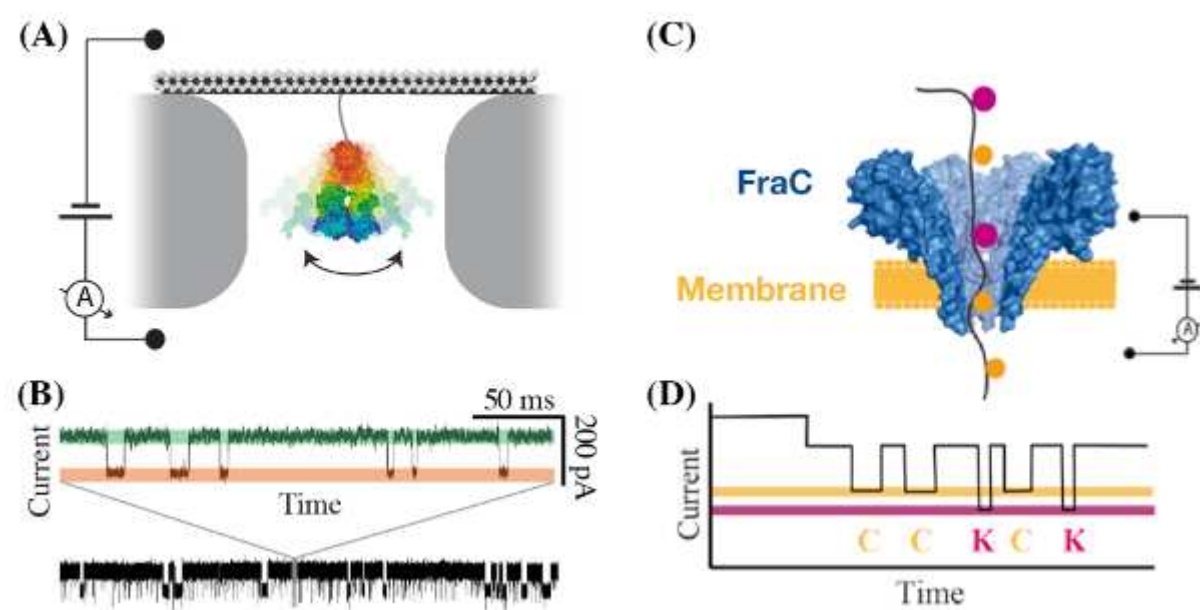 (A)
A
(B)
50 ms
200 pA
Current
Time
(C)
FraC
Membrane
A
(D)
Current
C C K C K
Time